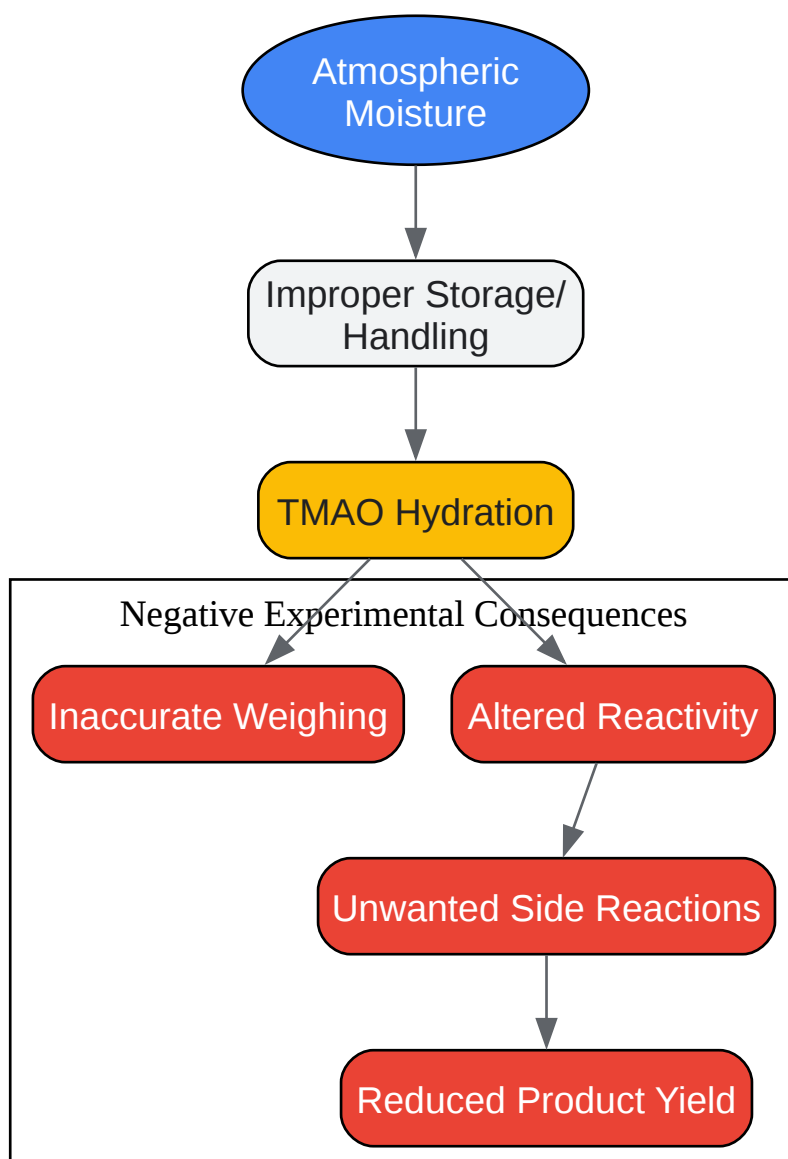 Atmospheric
Moisture
Improper Storage/
Handling
TMAO Hydration
Negative Experimental Consequences
Inaccurate Weighing
Altered Reactivity
Unwanted Side Reactions
Reduced Product Yield